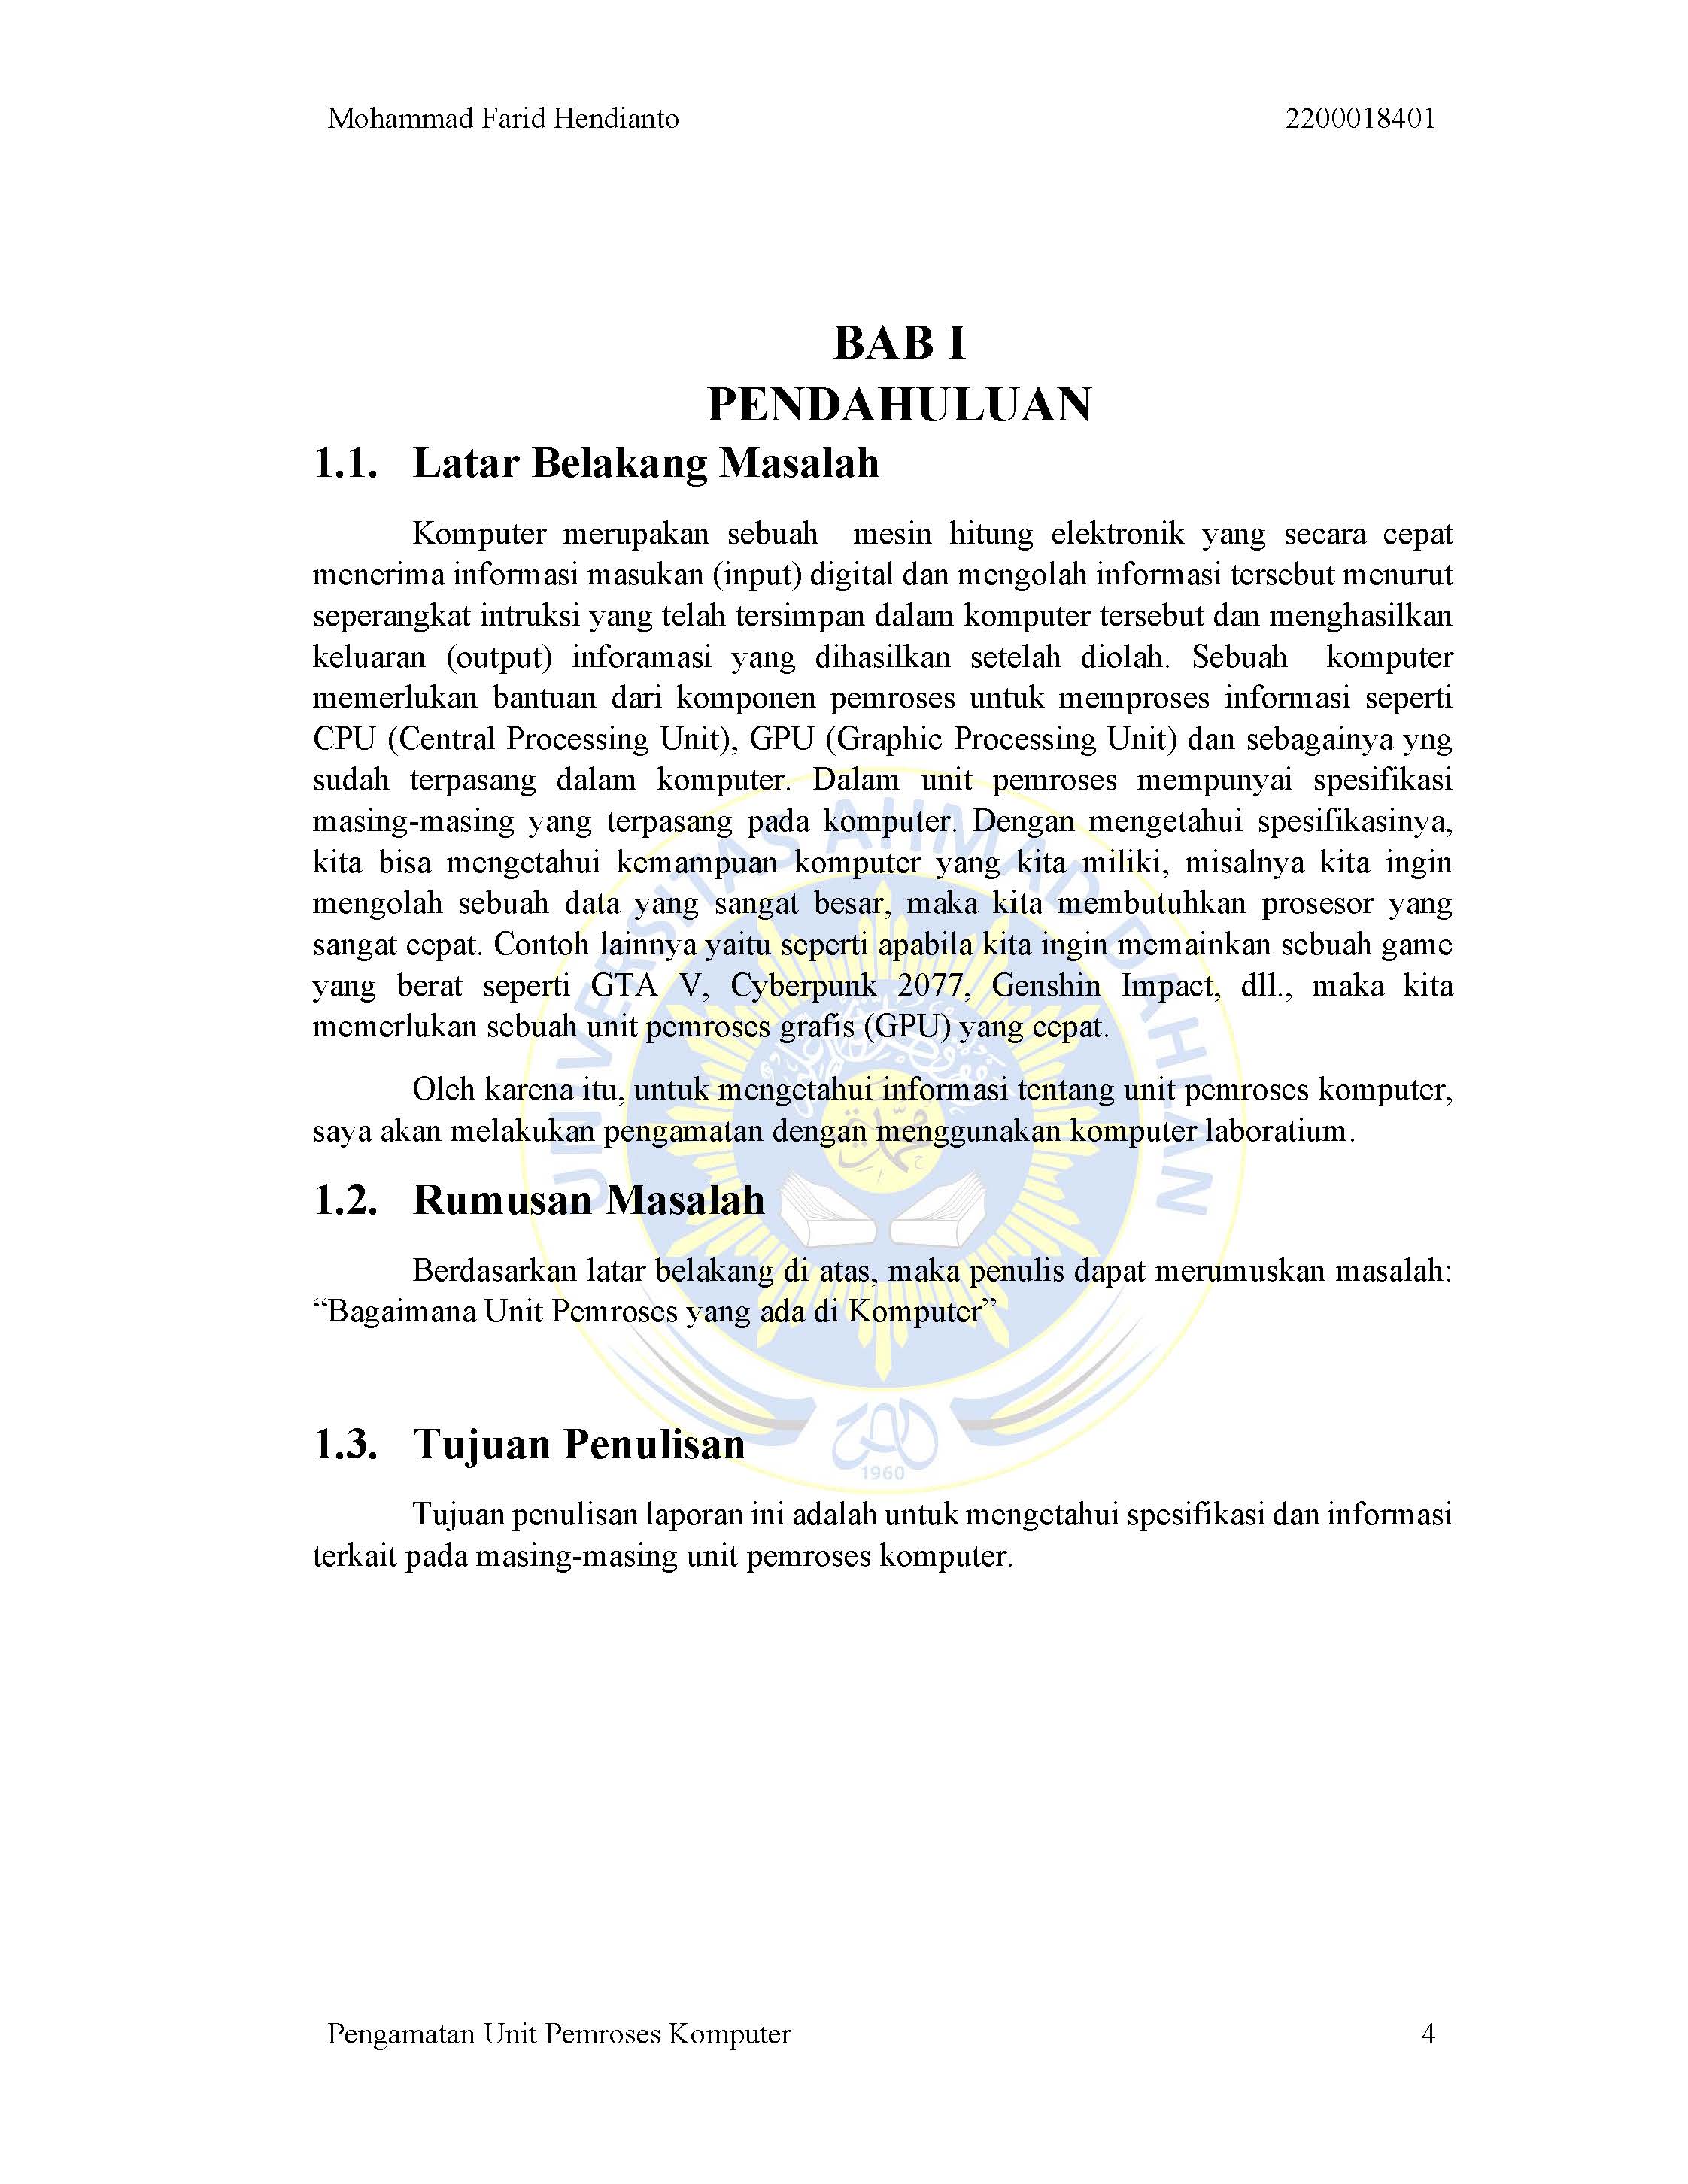 Mohammad Farid Hendianto 2200018401
BAB I
PENDAHULUAN
1.1. Latar Belakang Masalah
Komputer merupakan sebuah mesin hitung elektronik yang secara cepat
menerima informasi masukan (input) digital dan mengolah informasi tersebut menurut
seperangkat intruksi yang telah tersimpan dalam komputer tersebut dan menghasilkan
keluaran (output) inforamasi yang dihasilkan setelah diolah. Sebuah komputer
memerlukan bantuan dari komponen pemroses untuk memproses informasi seperti
CPU (Central Processing Unit), GPU (Graphic Processing Unit) dan sebagainya yng
sudah terpasang dalam komputer. Dalam unit pemroses mempunyai spesifikasi
masing-masing yang terpasang pada komputer. Dengan mengetahui spesifikasinya,
kita bisa mengetahui kemampuan komputer yang kita miliki, misalnya kita ingin
mengolah sebuah data yang sangat besar, maka kita membutuhkan prosesor yang
sangat cepat. Contoh lainnya yaitu seperti apabila kita ingin memainkan sebuah game
yang berat seperti GTA V, Cyberpunk 2077, Genshin Impact, dll., maka kita
memerlukan sebuah unit pemroses grafis (GPU) yang cepat.
Oleh karena itu, untuk mengetahui informasi tentang unit pemroses komputer,
saya akan melakukan pengamatan dengan menggunakan komputer laboratium.
1.2. Rumusan Masalah
Berdasarkan latar belakang di atas, maka penulis dapat merumuskan masalah:
“Bagaimana Unit Pemroses yang ada di Komputer”
1.3. Tujuan Penulisan
Tujuan penulisan laporan ini adalah untuk mengetahui spesifikasi dan informasi
terkait pada masing-masing unit pemroses komputer.
UNIVERSITAS AHMAD DAHLAN
1960
Pengamatan Unit Pemroses Komputer 4